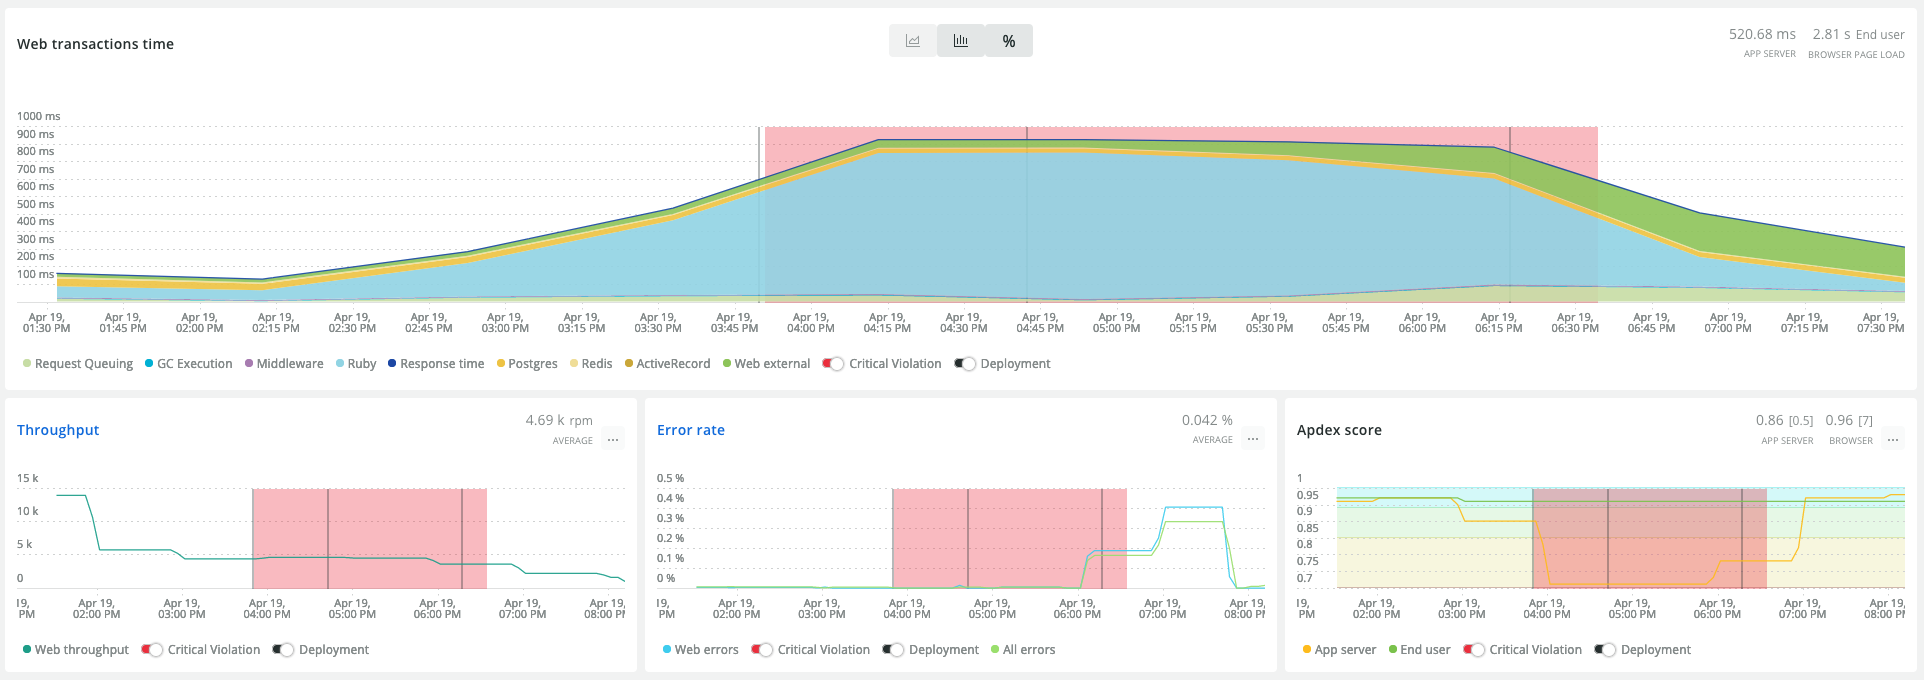 Web transactions time
%
520.68 ms 2.81 s End user
APP SERVER BROWSER PAGE LOAD
1000 ms
900 ms
800 ms
700 ms
600 ms
500 ms
400 ms
300 ms
200 ms
100 ms
Apr 19, Apr 19, Apr 19, Apr 19, Apr 19, Apr 19, Apr 19, Apr 19, Apr 19, Apr 19, Apr 19, Apr 19, Apr 19, Apr 19, Apr 19, Apr 19, Apr 19, Apr 19, Apr 19, Apr 19, Apr 19, Apr 19, Apr 19, Apr 19, Apr 19,
01:30 PM 01:45 PM 02:00 PM 02:15 PM 02:30 PM 02:45 PM 03:00 PM 03:15 PM 03:30 PM 03:45 PM 04:00 PM 04:15 PM 04:30 PM 04:45 PM 05:00 PM 05:15 PM 05:30 PM 05:45 PM 06:00 PM 06:15 PM 06:30 PM 06:45 PM 07:00 PM 07:15 PM 07:30 PM
Request Queuing GC Execution Middleware Ruby Response time Postgres Redis ActiveRecord Web external Critical Violation Deployment
Throughput
4.69 k rpm
AVERAGE
...
15 k
10 k
5 k
0
19, Apr 19, Apr 19, Apr 19, Apr 19, Apr 19, Apr 19, Apr 19,
PM 02:00 PM 03:00 PM 04:00 PM 05:00 PM 06:00 PM 07:00 PM 08:00 PM
Web throughput Critical Violation Deployment
Error rate
0.042 %
AVERAGE
...
0.5 %
0.4 %
0.3 %
0.2 %
0.1 %
0 %
19, Apr 19, Apr 19, Apr 19, Apr 19, Apr 19, Apr 19, Apr 19,
PM 02:00 PM 03:00 PM 04:00 PM 05:00 PM 06:00 PM 07:00 PM 08:00 PM
Web errors Critical Violation Deployment All errors
Apdex score
0.86 [0.5] 0.96 [7]
APP SERVER BROWSER
...
1
0.95
0.9
0.85
0.8
0.75
0.7
19, Apr 19, Apr 19, Apr 19, Apr 19, Apr 19, Apr 19, Apr 19,
PM 02:00 PM 03:00 PM 04:00 PM 05:00 PM 06:00 PM 07:00 PM 08:00 PM
App server End user Critical Violation Deployment